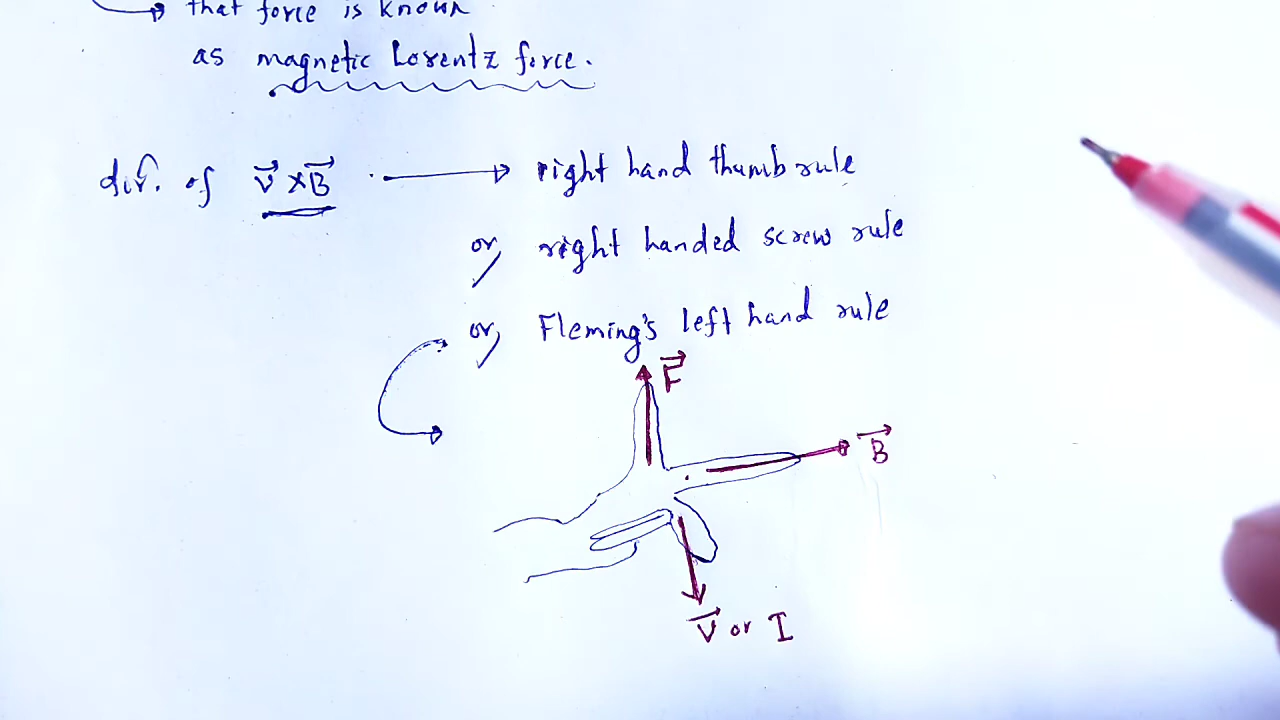 that force is known
as magnetic Lorentz force.
dir. of V⃗ × B⃗ → right hand thumb rule
or, right handed screw rule
or, Fleming's left hand rule
F⃗
B⃗
V⃗ or I